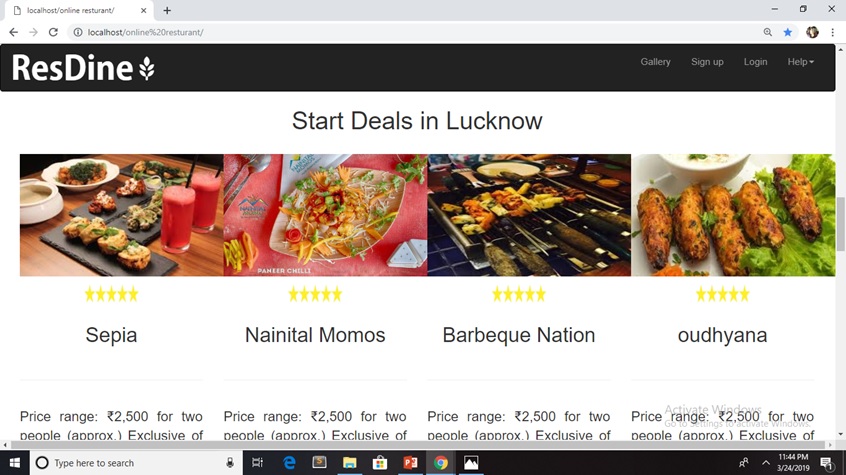 localhost/online resturant/
localhost/online%20resturant/
ResDine
Gallery
Sign up
Login
Help
Start Deals in Lucknow
PANEER CHILLI
Sepia
Nainital Momos
Barbeque Nation
oudhyana
Price range: ₹2,500 for two
people (approx.) Exclusive of
Price range: ₹2,500 for two
people (approx.) Exclusive of
Price range: ₹2,500 for two
people (approx.) Exclusive of
Price range: ₹2,500 for two
people (approx.) Exclusive of
Activate Windows
Go to Settings to activate Windows.
Type here to search
11:44 PM
3/24/2019